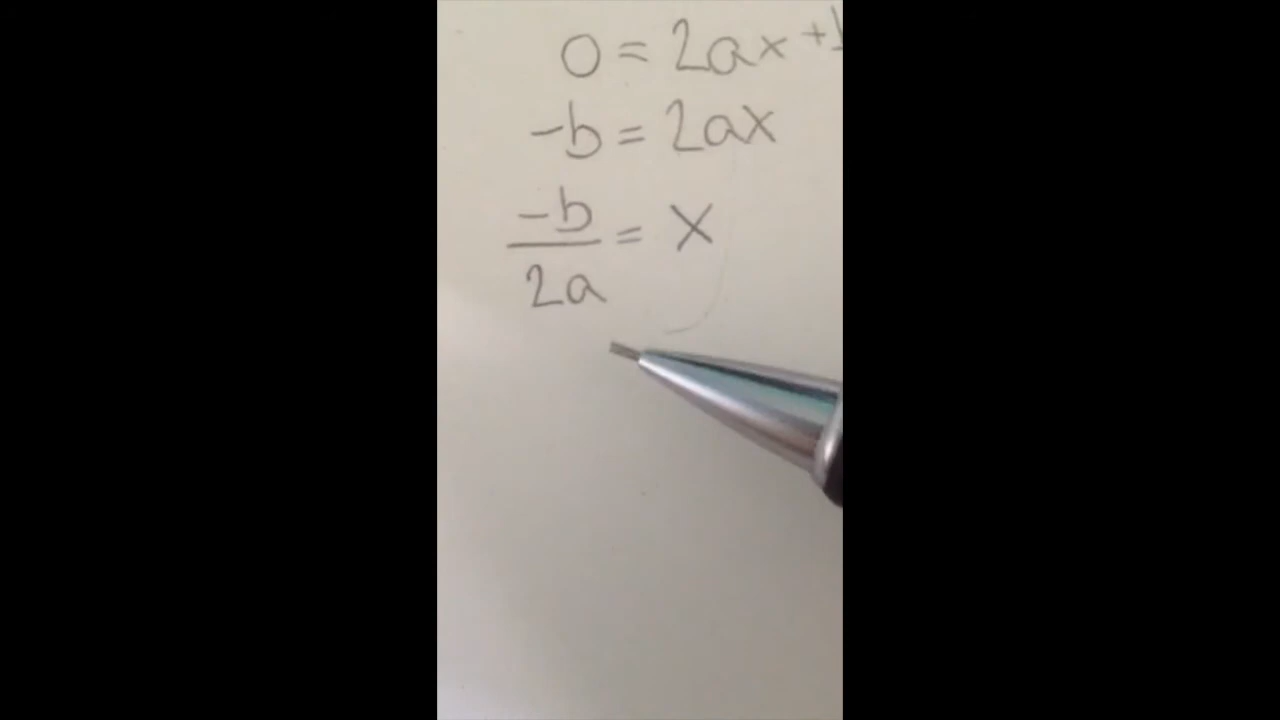 0 = 2ax +
-b = 2ax
-b/2a = x